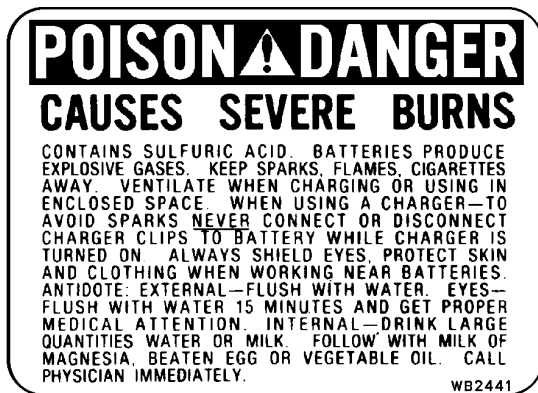 POISON DANGER
CAUSES SEVERE BURNS
CONTAINS SULFURIC ACID. BATTERIES PRODUCE
EXPLOSIVE GASES. KEEP SPARKS, FLAMES, CIGARETTES
AWAY. VENTILATE WHEN CHARGING OR USING IN
ENCLOSED SPACE. WHEN USING A CHARGER—TO
AVOID SPARKS NEVER CONNECT OR DISCONNECT
CHARGER CLIPS TO BATTERY WHILE CHARGER IS
TURNED ON. ALWAYS SHIELD EYES, PROTECT SKIN
AND CLOTHING WHEN WORKING NEAR BATTERIES.
ANTIDOTE: EXTERNAL—FLUSH WITH WATER. EYES—
FLUSH WITH WATER 15 MINUTES AND GET PROPER
MEDICAL ATTENTION. INTERNAL—DRINK LARGE
QUANTITIES WATER OR MILK. FOLLOW WITH MILK OF
MAGNESIA, BEATEN EGG OR VEGETABLE OIL. CALL
PHYSICIAN IMMEDIATELY.
WB2441